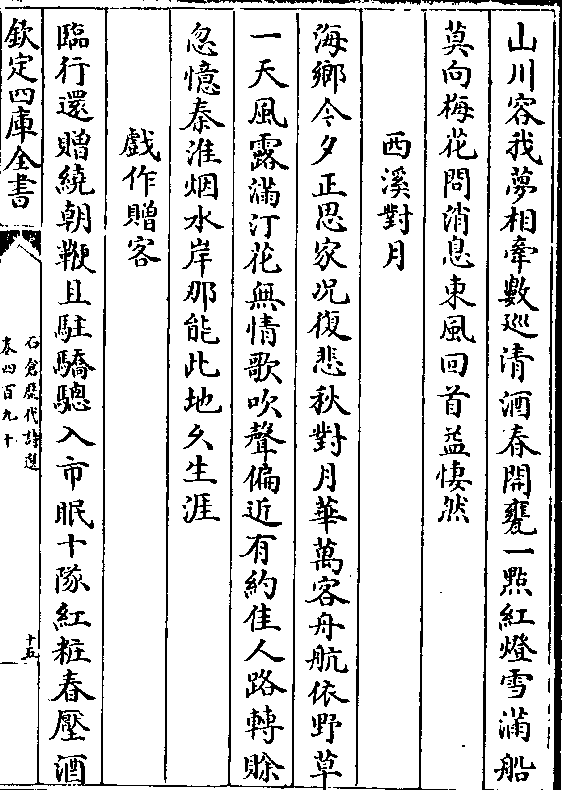 山川容我夢相牽數巡清酒春開甕一點紅燈雪滿船
莫向梅花問消息東風回首益悽然
西溪對月
海鄉今夕正思家况復悲秋對月華萬客舟航依野草
一天風露滿汀花無情歌吹聲偏近有約佳人路轉賒
忽憶秦淮烟水岸那能此地久生涯
戲作贈客
臨行還贈繞朝鞭且駐驕驄入市眠十隊紅粧春壓酒
欽定四庫全書
石倉歷代詩選
卷四百九十
十五